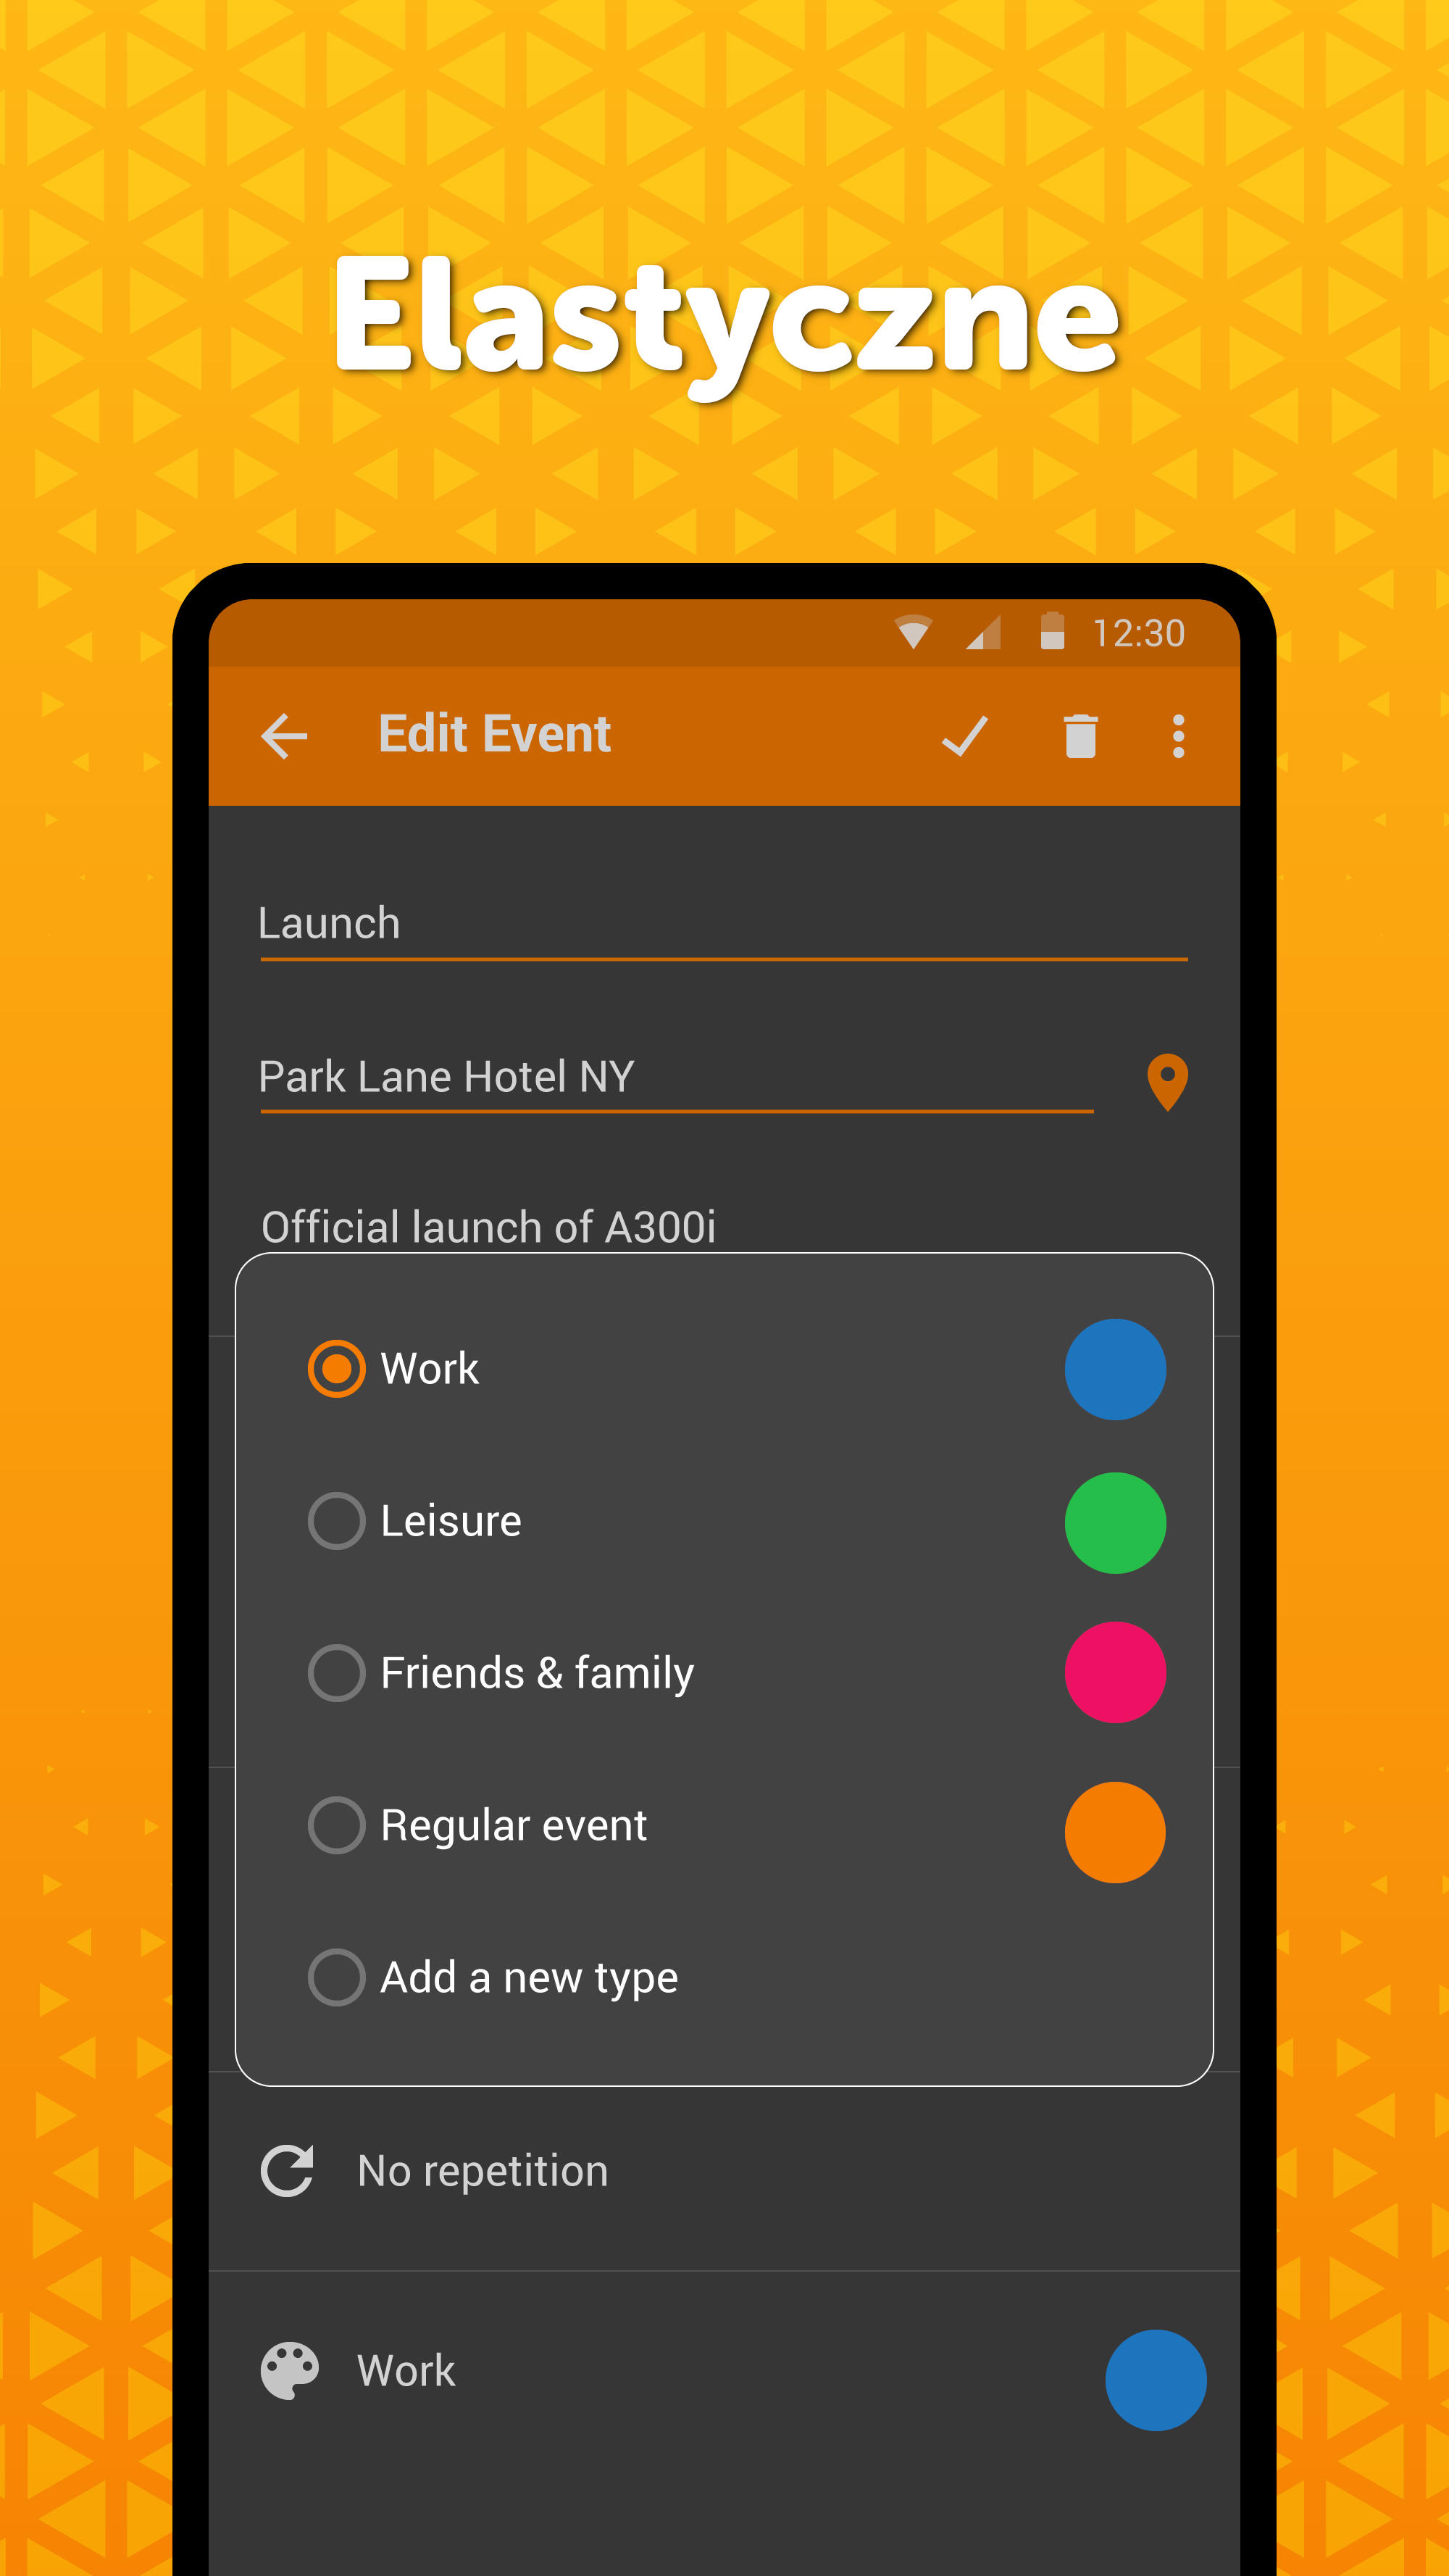 Elastyczne
12:30
Edit Event
Launch
Park Lane Hotel NY
Official launch of A300i
Work
Leisure
Friends & family
Regular event
Add a new type
No repetition
Work